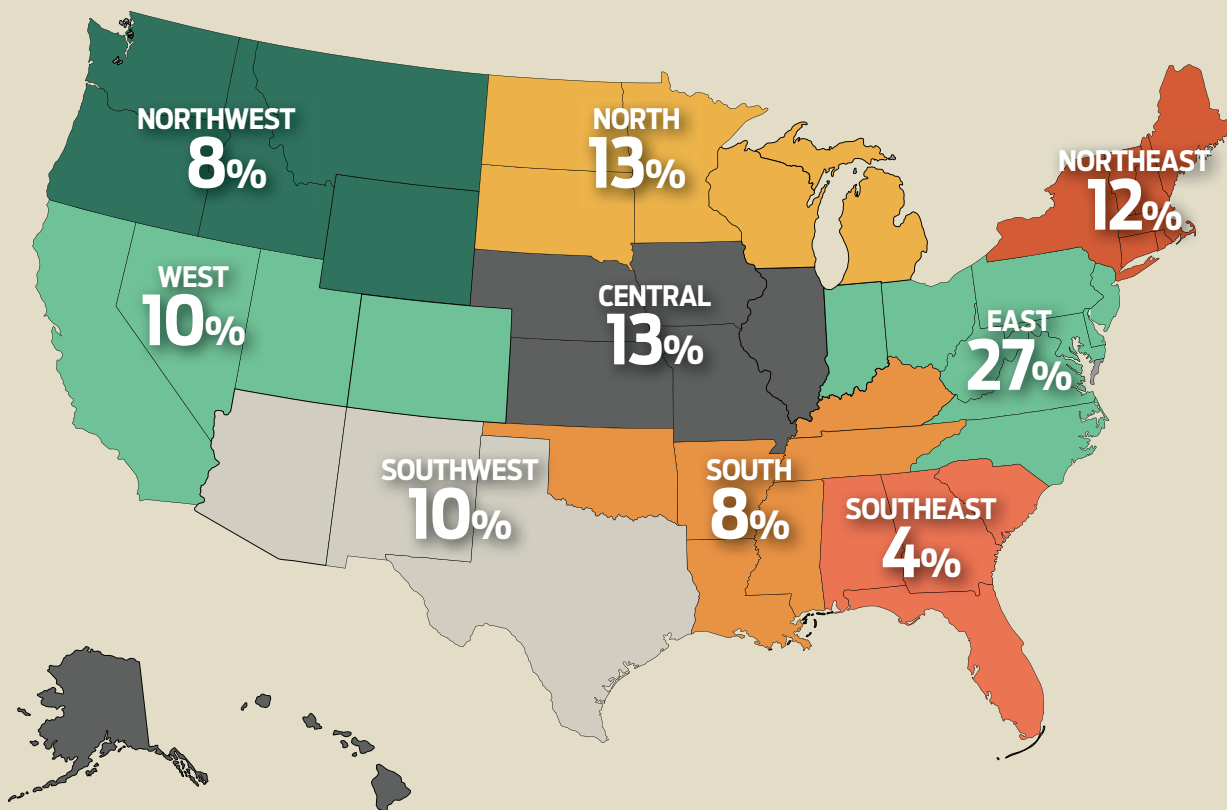 NORTHWEST
8%
NORTH
13%
NORTHEAST
12%
WEST
10%
CENTRAL
13%
EAST
27%
SOUTHWEST
10%
SOUTH
8%
SOUTHEAST
4%